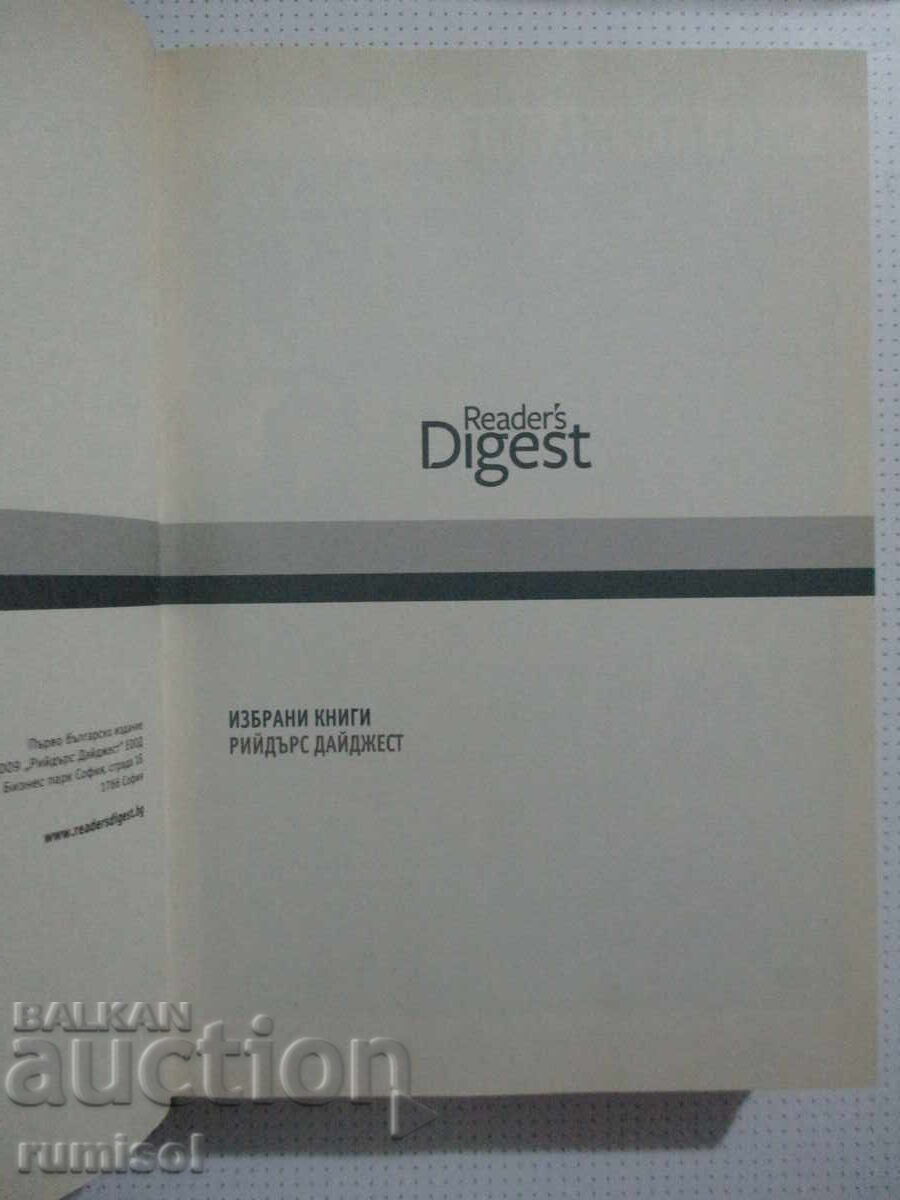 Reader's
Digest
ИЗБРАНИ КНИГИ
РИЙДЪРС ДАЙДЖЕСТ
Първо българско издание
009 „Рийдърс Дайджест" ЕООД
Бизнес парк София, сграда
1766 София
www.readersdigest.bg
BALKAN
auction
rumisol